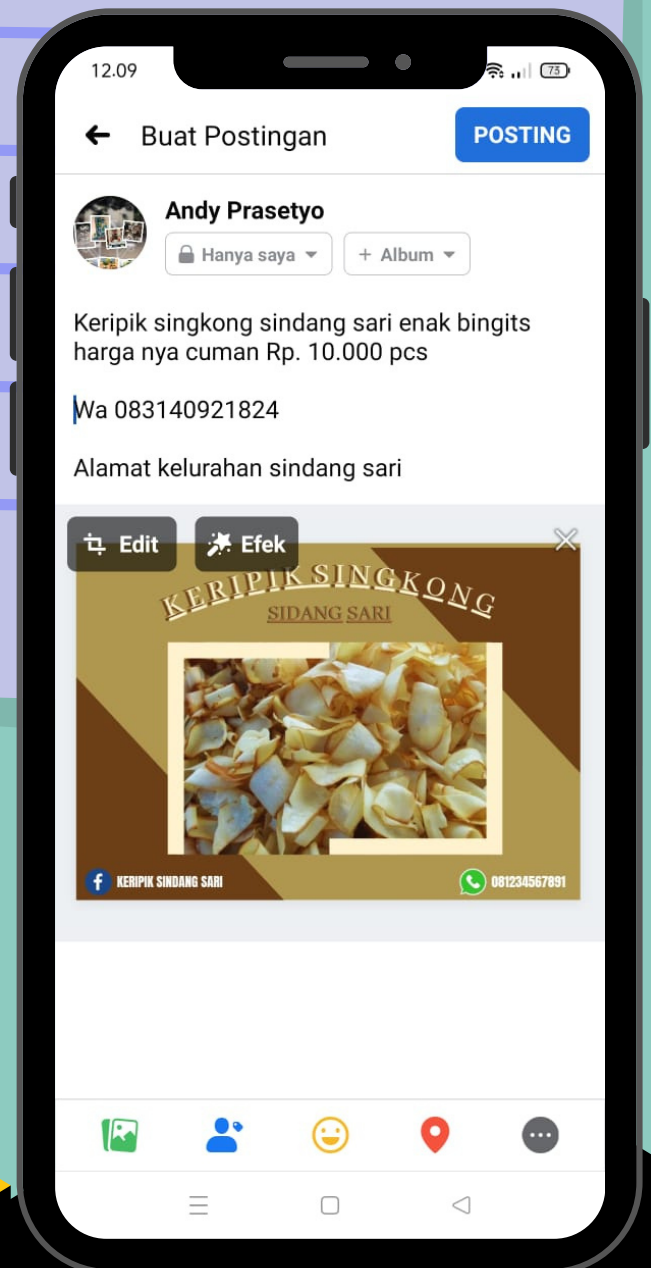 12.09
73
Buat Postingan
POSTING
Andy Prasetyo
Hanya saya
+ Album
Keripik singkong sindang sari enak bingits
harga nya cuman Rp. 10.000 pcs
Wa 083140921824
Alamat kelurahan sindang sari
Edit
Efek
KERIPIK SINGKONG
SIDANG SARI
f KERIPIK SINDANG SARI
081234567891